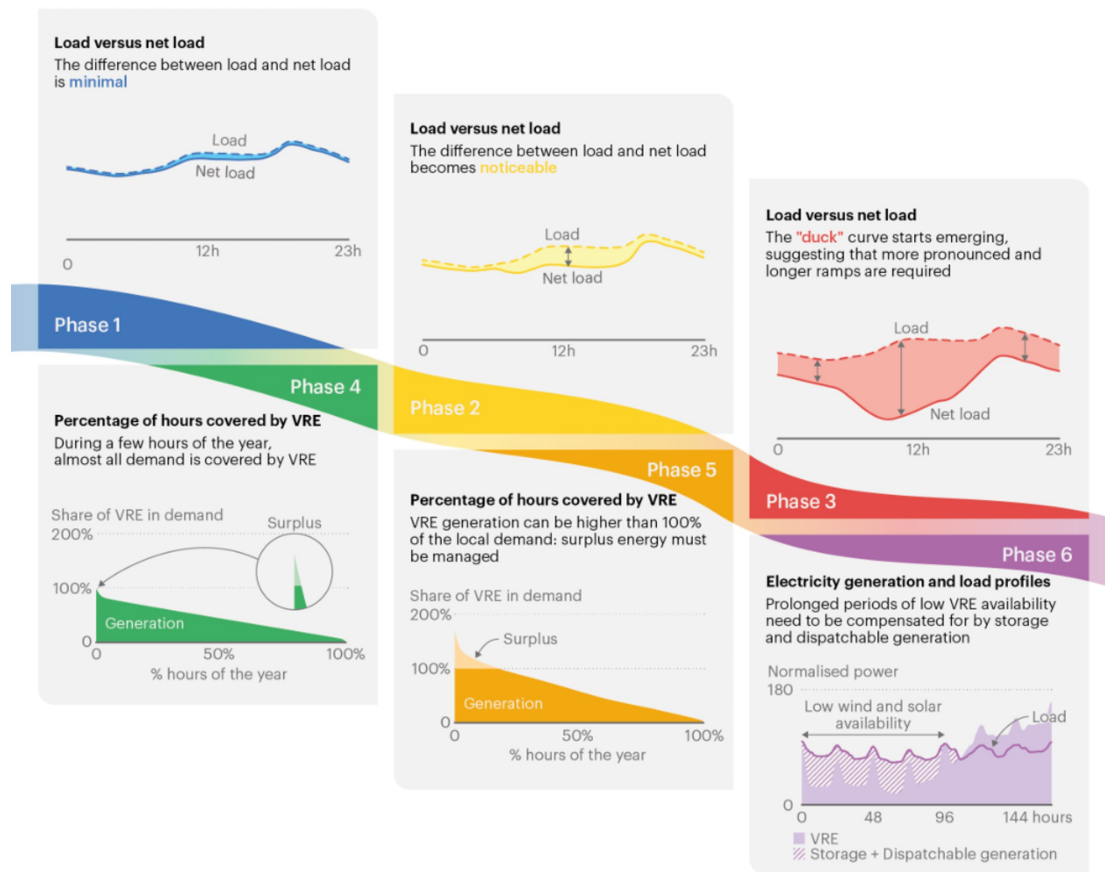 Load versus net load
The difference between load and net load
is minimal
Load
Net load
0
12h
23h
Phase 1
Load versus net load
The difference between load and net load
becomes noticeable
Load
Net load
0
12h
23h
Phase 2
Load versus net load
The "duck" curve starts emerging,
suggesting that more pronounced and
longer ramps are required
Load
Net load
0
12h
23h
Phase 3
Phase 4
Percentage of hours covered by VRE
During a few hours of the year,
almost all demand is covered by VRE
Share of VRE in demand
200%
Surplus
100%
Generation
0
0
50%
100%
% hours of the year
Phase 5
Percentage of hours covered by VRE
VRE generation can be higher than 100%
of the local demand: surplus energy must
be managed
Share of VRE in demand
200%
Surplus
100%
Generation
0
0
50%
100%
% hours of the year
Phase 6
Electricity generation and load profiles
Prolonged periods of low VRE availability
need to be compensated for by storage
and dispatchable generation
Normalised power
180
Low wind and solar
availability
Load
0
0
48
96
144 hours
VRE
Storage + Dispatchable generation